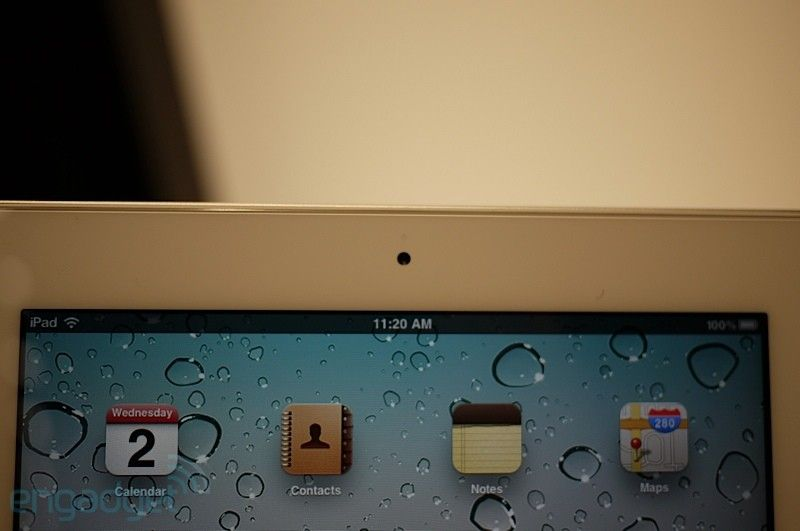 iPad 11:20 AM 100%
Wednesday 280
2
Calendar Contacts Notes Maps
engadget